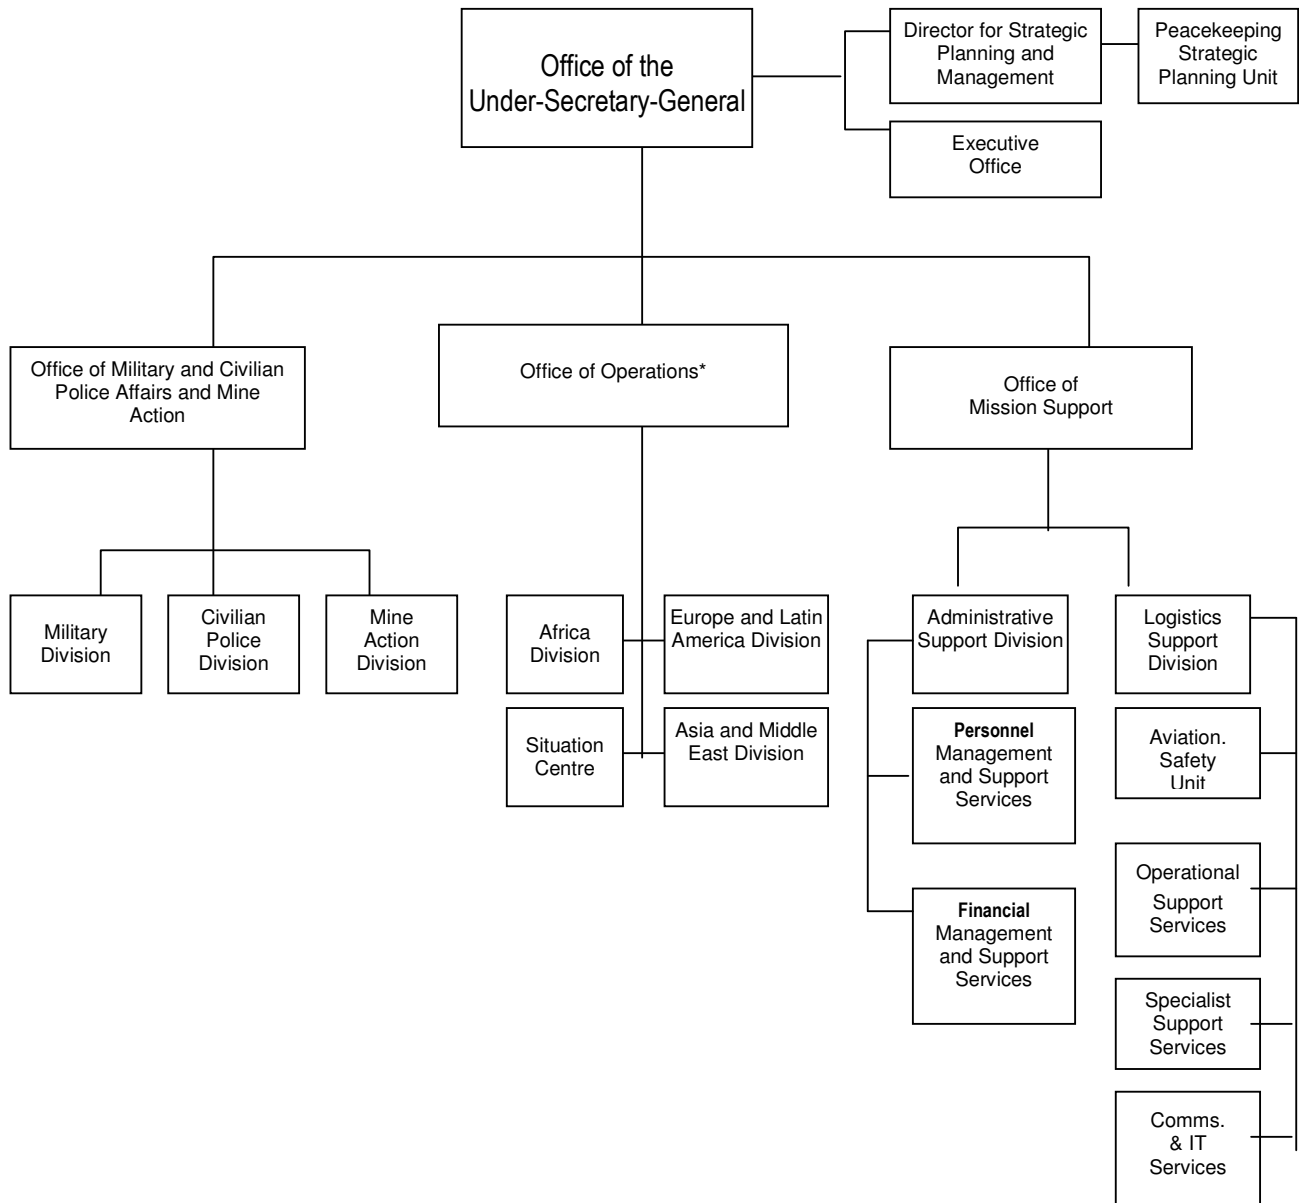 Office of the
Under-Secretary-General
Director for Strategic
Planning and
Management
Peacekeeping
Strategic
Planning Unit
Executive
Office
Office of Military and Civilian
Police Affairs and Mine
Action
Office of Operations*
Office of
Mission Support
Military
Division
Civilian
Police
Division
Mine
Action
Division
Africa
Division
Europe and Latin
America Division
Situation
Centre
Asia and Middle
East Division
Administrative
Support Division
Personnel
Management
and Support
Services
Financial
Management
and Support
Services
Logistics
Support
Division
Aviation.
Safety
Unit
Operational
Support
Services
Specialist
Support
Services
Comms.
& IT
Services